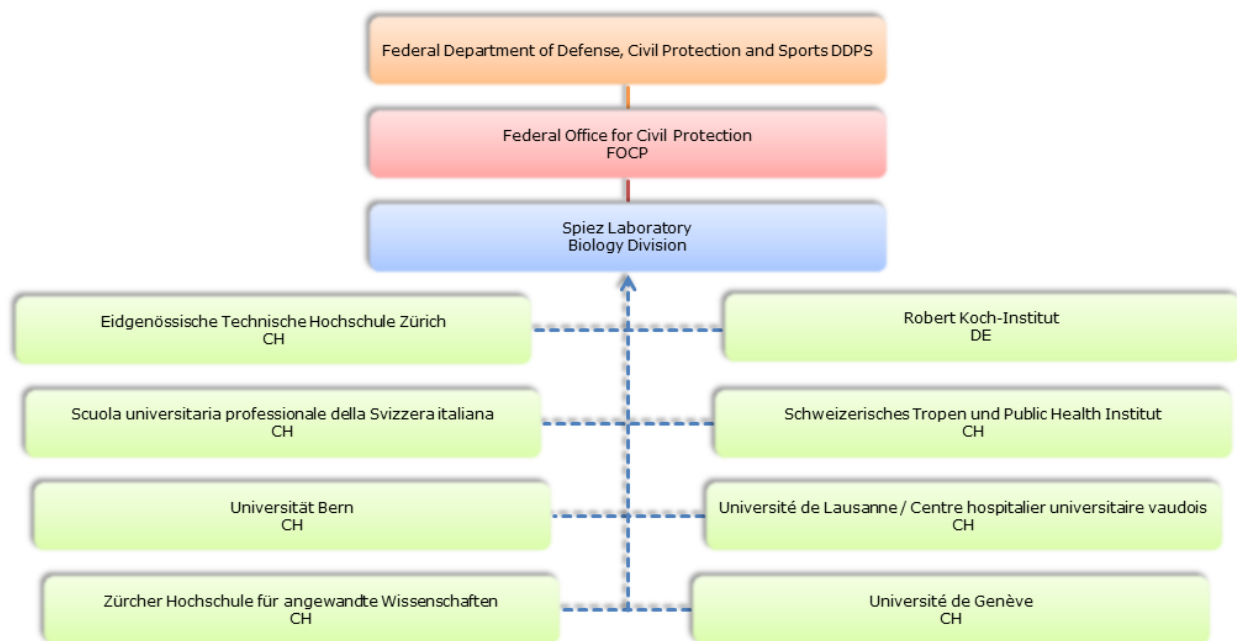 Federal Department of Defense, Civil Protection and Sports DDPS
Federal Office for Civil Protection
FOCP
Spiez Laboratory
Biology Division
Eidgenössische Technische Hochschule Zürich
CH
Robert Koch-Institut
DE
Scuola universitaria professionale della Svizzera italiana
CH
Schweizerisches Tropen und Public Health Institut
CH
Universität Bern
CH
Université de Lausanne / Centre hospitalier universitaire vaudois
CH
Zürcher Hochschule für angewandte Wissenschaften
CH
Université de Genève
CH